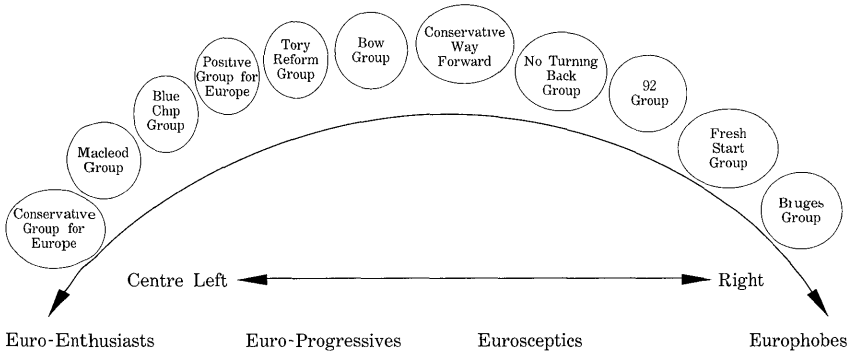 Conservative
Group for
Europe
Macleod
Group
Blue
Chip
Group
Positive
Group for
Europe
Tory
Reform
Group
Bow
Group
Conservative
Way
Forward
No Turning
Back
Group
92
Group
Fresh
Start
Group
Bruges
Group
Centre Left
Right
Euro-Enthusiasts
Euro-Progressives
Eurosceptics
Europhobes